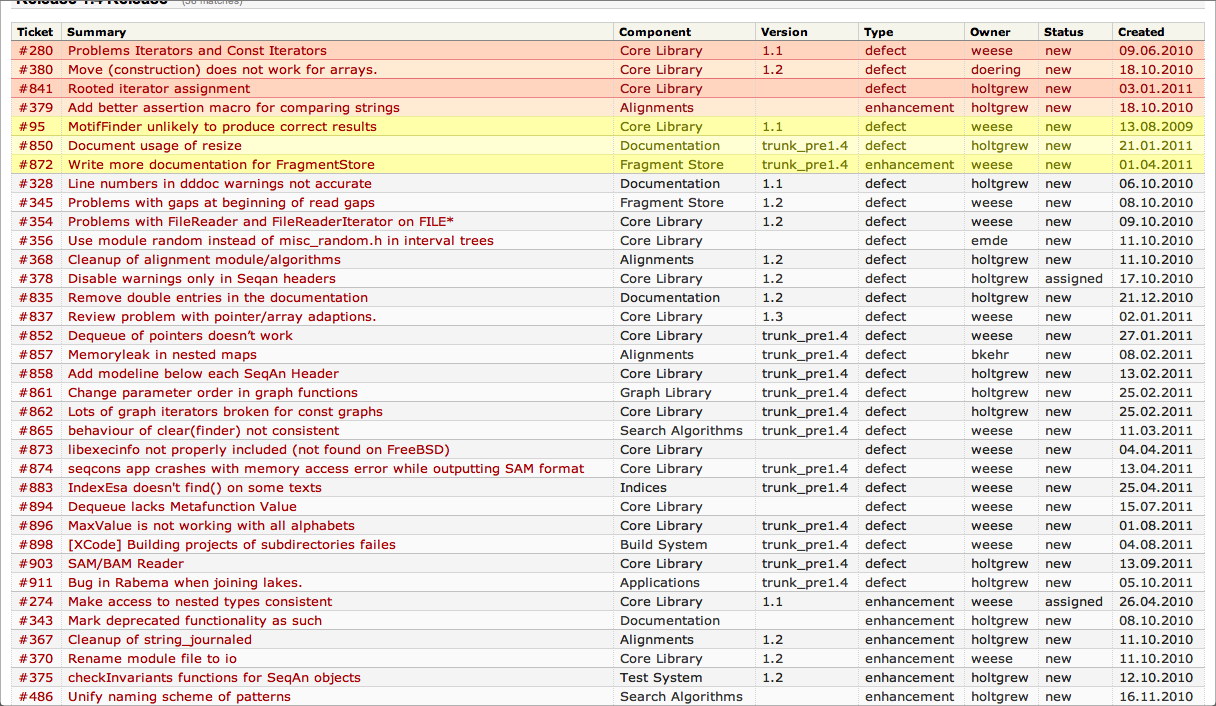 Release 1.4 Release (38 matches)
Ticket Summary Component Version Type Owner Status Created
#280 Problems Iterators and Const Iterators Core Library 1.1 defect weese new 09.06.2010
#380 Move (construction) does not work for arrays. Core Library 1.2 defect doering new 18.10.2010
#841 Rooted iterator assignment Core Library defect holtgrew new 03.01.2011
#379 Add better assertion macro for comparing strings Alignments enhancement holtgrew new 18.10.2010
#95 MotifFinder unlikely to produce correct results Core Library 1.1 defect weese new 13.08.2009
#850 Document usage of resize Documentation trunk_pre1.4 defect weese new 21.01.2011
#872 Write more documentation for FragmentStore Fragment Store trunk_pre1.4 enhancement weese new 01.04.2011
#328 Line numbers in dddoc warnings not accurate Documentation 1.1 defect holtgrew new 06.10.2010
#345 Problems with gaps at beginning of read gaps Fragment Store 1.2 defect weese new 08.10.2010
#354 Problems with FileReader and FileReaderIterator on FILE* Core Library 1.2 defect weese new 09.10.2010
#356 Use module random instead of misc_random.h in interval trees Core Library defect emde new 11.10.2010
#368 Cleanup of alignment module/algorithms Alignments 1.2 defect holtgrew new 11.10.2010
#378 Disable warnings only in Seqan headers Core Library 1.2 defect holtgrew assigned 17.10.2010
#835 Remove double entries in the documentation Documentation 1.2 defect holtgrew new 21.12.2010
#837 Review problem with pointer/array adaptions. Core Library 1.3 defect weese new 02.01.2011
#852 Dequeue of pointers doesn’t work Core Library trunk_pre1.4 defect weese new 27.01.2011
#857 Memoryleak in nested maps Alignments trunk_pre1.4 defect bkehr new 08.02.2011
#858 Add modeline below each SeqAn Header Core Library trunk_pre1.4 defect holtgrew new 13.02.2011
#861 Change parameter order in graph functions Graph Library trunk_pre1.4 defect holtgrew new 25.02.2011
#862 Lots of graph iterators broken for const graphs Core Library trunk_pre1.4 defect holtgrew new 25.02.2011
#865 behaviour of clear(finder) not consistent Search Algorithms trunk_pre1.4 defect weese new 11.03.2011
#873 libexecinfo not properly included (not found on FreeBSD) Core Library defect weese new 04.04.2011
#874 seqcons app crashes with memory access error while outputting SAM format Core Library trunk_pre1.4 defect weese new 13.04.2011
#883 IndexEsa doesn't find() on some texts Indices trunk_pre1.4 defect weese new 25.04.2011
#894 Dequeue lacks Metafunction Value Core Library defect weese new 15.07.2011
#896 MaxValue is not working with all alphabets Core Library trunk_pre1.4 defect weese new 01.08.2011
#898 [XCode] Building projects of subdirectories failes Build System trunk_pre1.4 defect weese new 04.08.2011
#903 SAM/BAM Reader Core Library trunk_pre1.4 defect holtgrew new 13.09.2011
#911 Bug in Rabema when joining lakes. Applications trunk_pre1.4 defect holtgrew new 05.10.2011
#274 Make access to nested types consistent Core Library 1.1 enhancement weese assigned 26.04.2010
#343 Mark deprecated functionality as such Documentation enhancement holtgrew new 08.10.2010
#367 Cleanup of string_journaled Alignments 1.2 enhancement holtgrew new 11.10.2010
#370 Rename module file to io Core Library 1.2 enhancement weese new 11.10.2010
#375 checkInvariants functions for SeqAn objects Test System 1.2 enhancement holtgrew new 12.10.2010
#486 Unify naming scheme of patterns Search Algorithms enhancement holtgrew new 16.11.2010